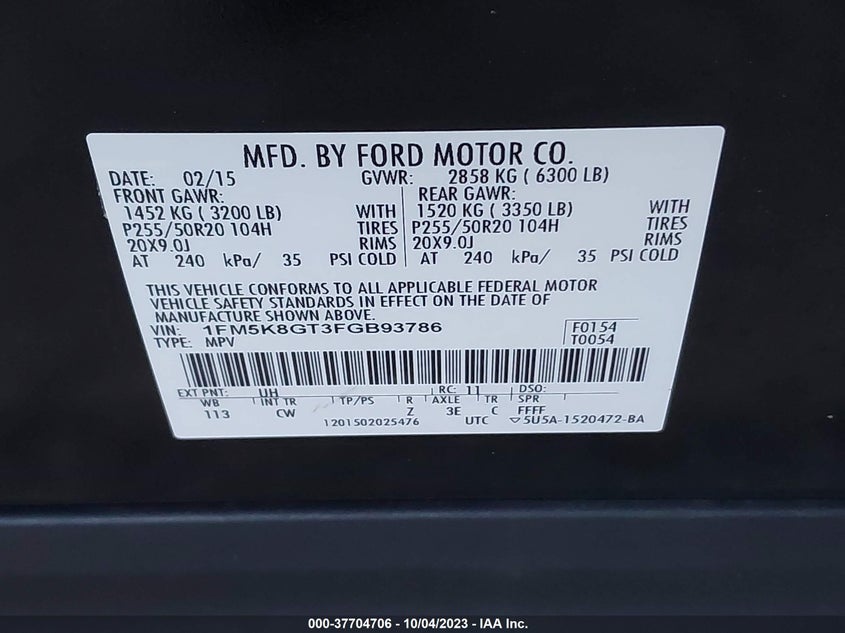 MFD. BY FORD MOTOR CO.
DATE: 02/15 GVWR: 2858 KG ( 6300 LB)
FRONT GAWR: REAR GAWR:
1452 KG ( 3200 LB) WITH 1520 KG ( 3350 LB) WITH
P255/50R20 104H TIRES P255/50R20 104H TIRES
20X9.0J RIMS 20X9.0J RIMS
AT 240 kPa/ 35 PSI COLD AT 240 kPa/ 35 PSI COLD
THIS VEHICLE CONFORMS TO ALL APPLICABLE FEDERAL MOTOR
VEHICLE SAFETY STANDARDS IN EFFECT ON THE DATE OF
MANUFACTURE SHOWN ABOVE.
VIN: 1FM5K8GT3FGB93786 F0154
TYPE: MPV T0054
EXT PNT: UH RC: 11 DSO:
WB INT TR TP/PS R AXLE TR SPR
113 CW Z 3E C FFFF
1201502025476 UTC ▽5U5A-1520472-BA
000-37704706 - 10/04/2023 - IAA Inc.